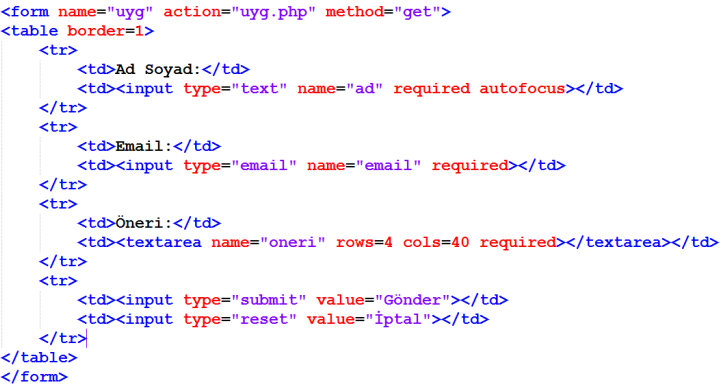 <form name="uyg" action="uyg.php" method="get">
<table border=1>
    <tr>
        <td>Ad Soyad:</td>
        <td><input type="text" name="ad" required autofocus></td>
    </tr>
    <tr>
        <td>Email:</td>
        <td><input type="email" name="email" required></td>
    </tr>
    <tr>
        <td>Öneri:</td>
        <td><textarea name="oneri" rows=4 cols=40 required></textarea></td>
    </tr>
    <tr>
        <td><input type="submit" value="Gönder"></td>
        <td><input type="reset" value="İptal"></td>
    </tr>
</table>
</form>